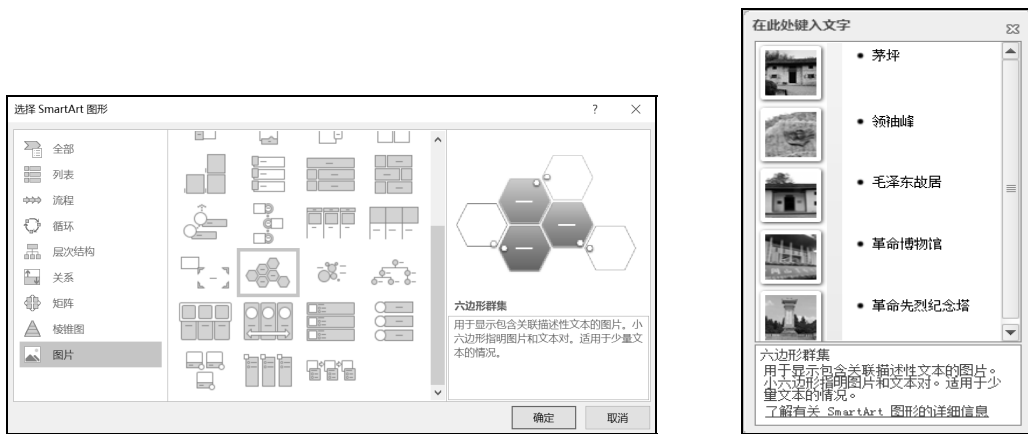 选择 SmartArt 图形
? ×
全部
列表
流程
循环
层次结构
关系
矩阵
棱锥图
图片
六边形群集
用于显示包含关联描述性文本的图片。小
六边形指明图片和文本对。适用于少量文
本的情况。
确定
取消
在此处键入文字
茅坪
领袖峰
毛泽东故居
革命博物馆
革命先烈纪念塔
六边形群集
用于显示包含关联描述性文本的图片。
小六边形指明图片和文本对。适用于少
量文本的情况。
了解有关 SmartArt 图形的详细信息